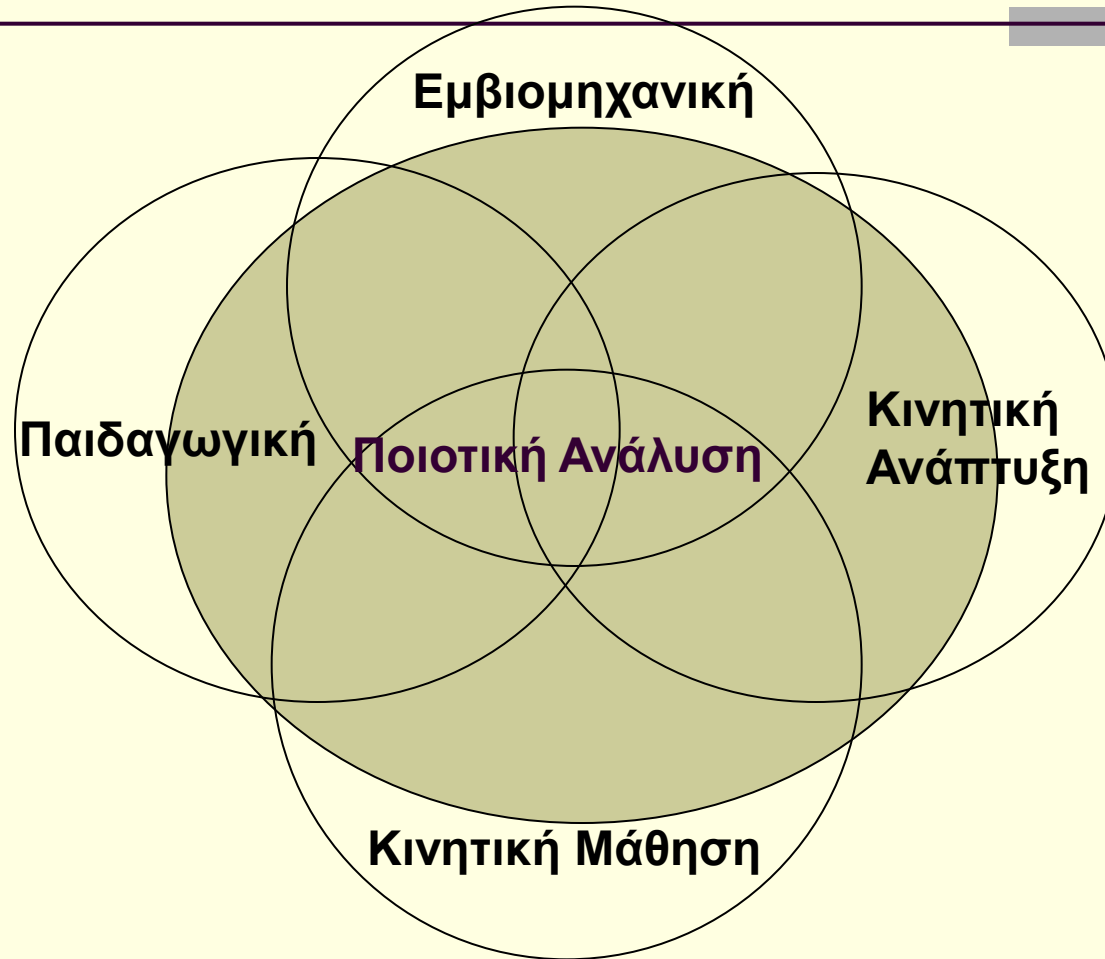 Εμβιομηχανική
Παιδαγωγική
Ποιοτική Ανάλυση
Κινητική
Ανάπτυξη
Κινητική Μάθηση